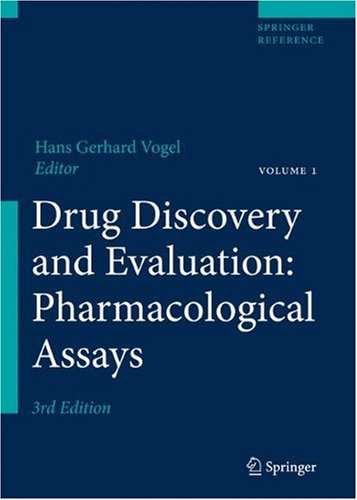 SPRINGER
REFERENCE
Hans Gerhard Vogel
Editor
VOLUME 1
Drug Discovery
and Evaluation:
Pharmacological
Assays
3rd Edition
Springer